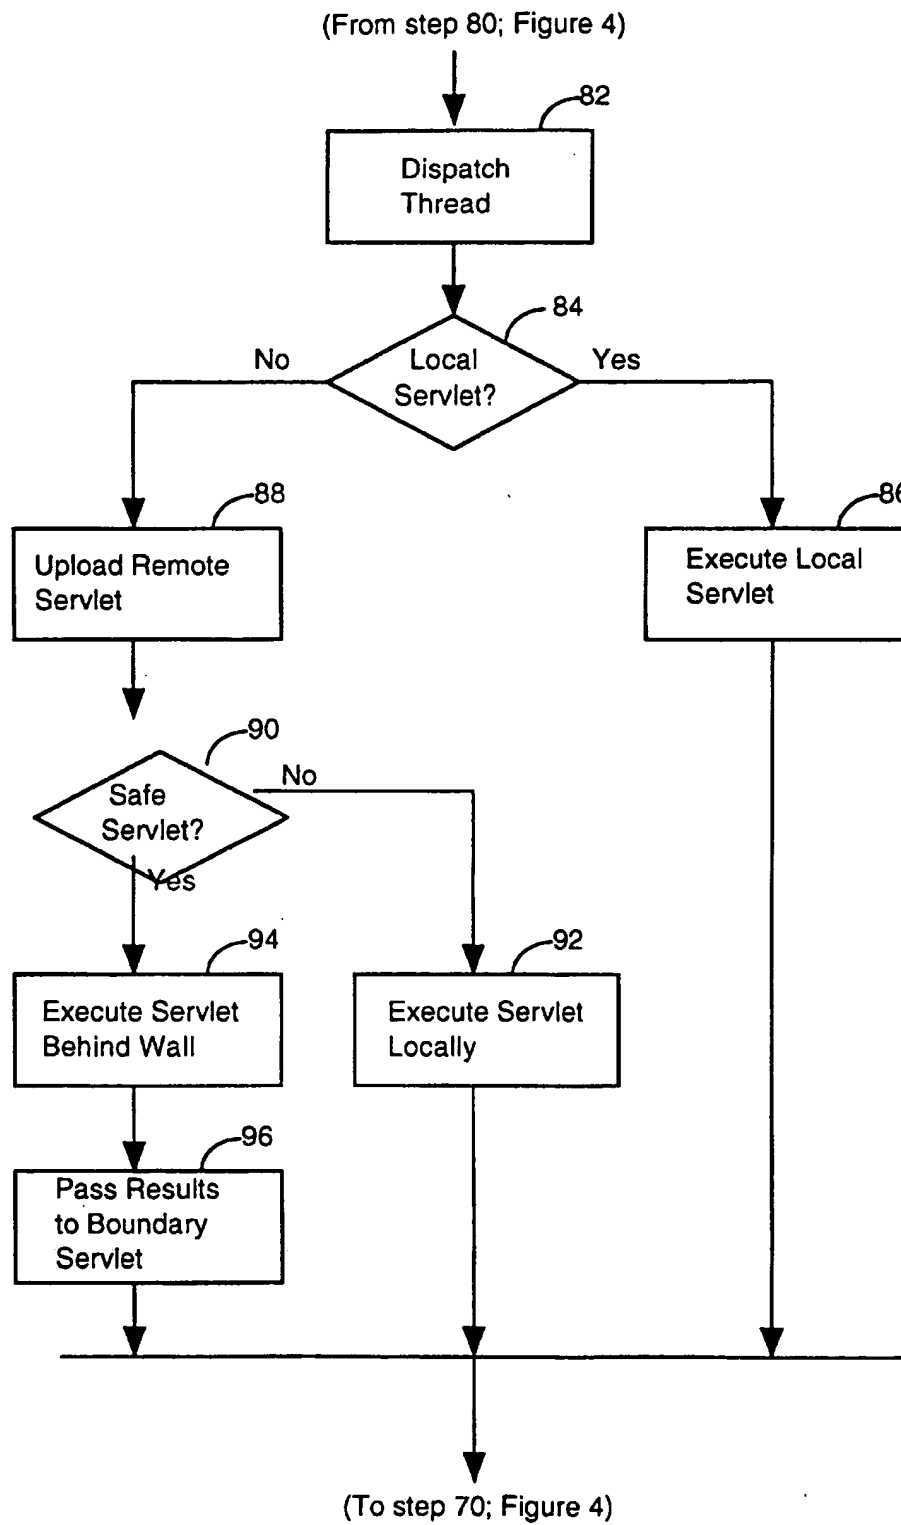 (From step 80; Figure 4)
82
Dispatch
Thread
84
Local
Servlet?
No
Yes
88
86
Upload Remote
Servlet
Execute Local
Servlet
90
Safe
Servlet?
No
Yes
94
92
Execute Servlet
Behind Wall
Execute Servlet
Locally
96
Pass Results
to Boundary
Servlet
(To step 70; Figure 4)